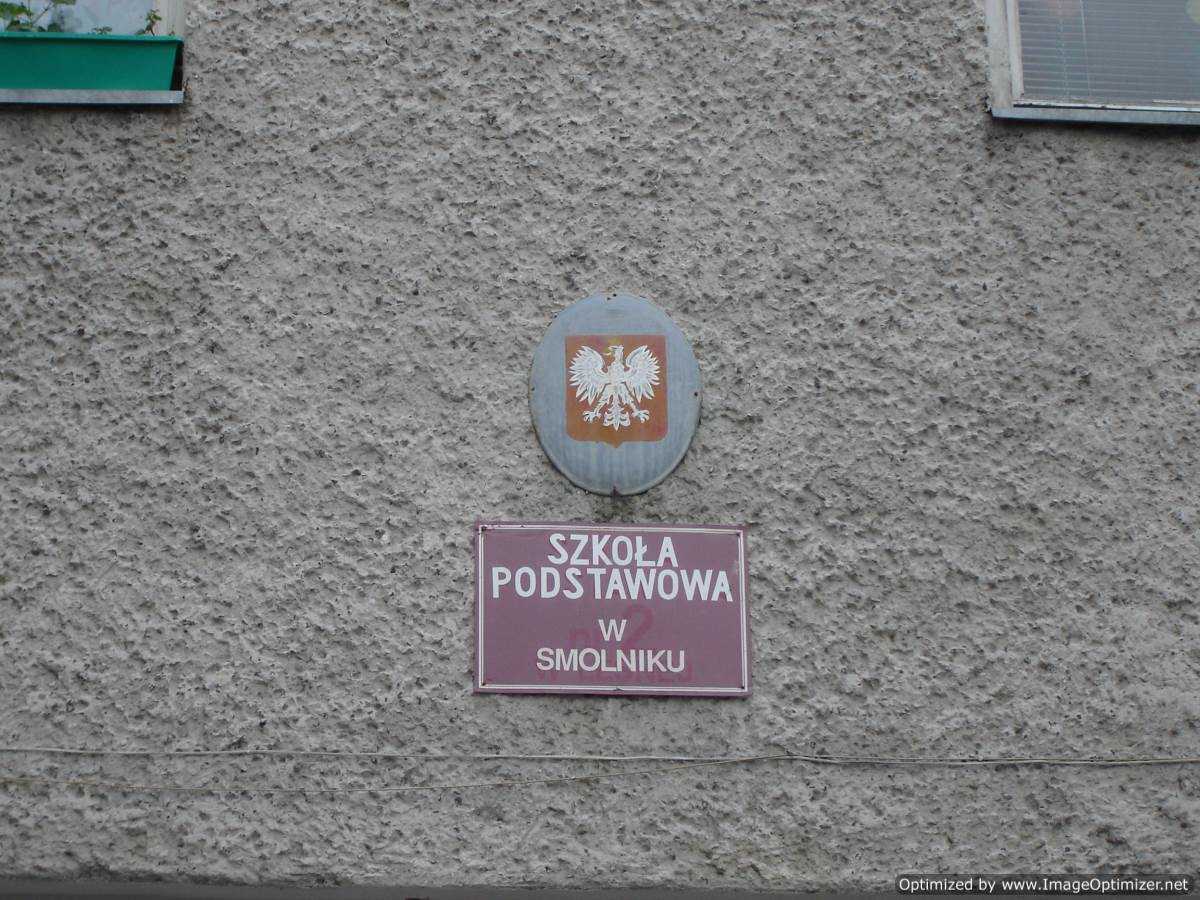 SZKOŁA
PODSTAWOWA
W
SMOLNIKU
Optimized by www.ImageOptimizer.net